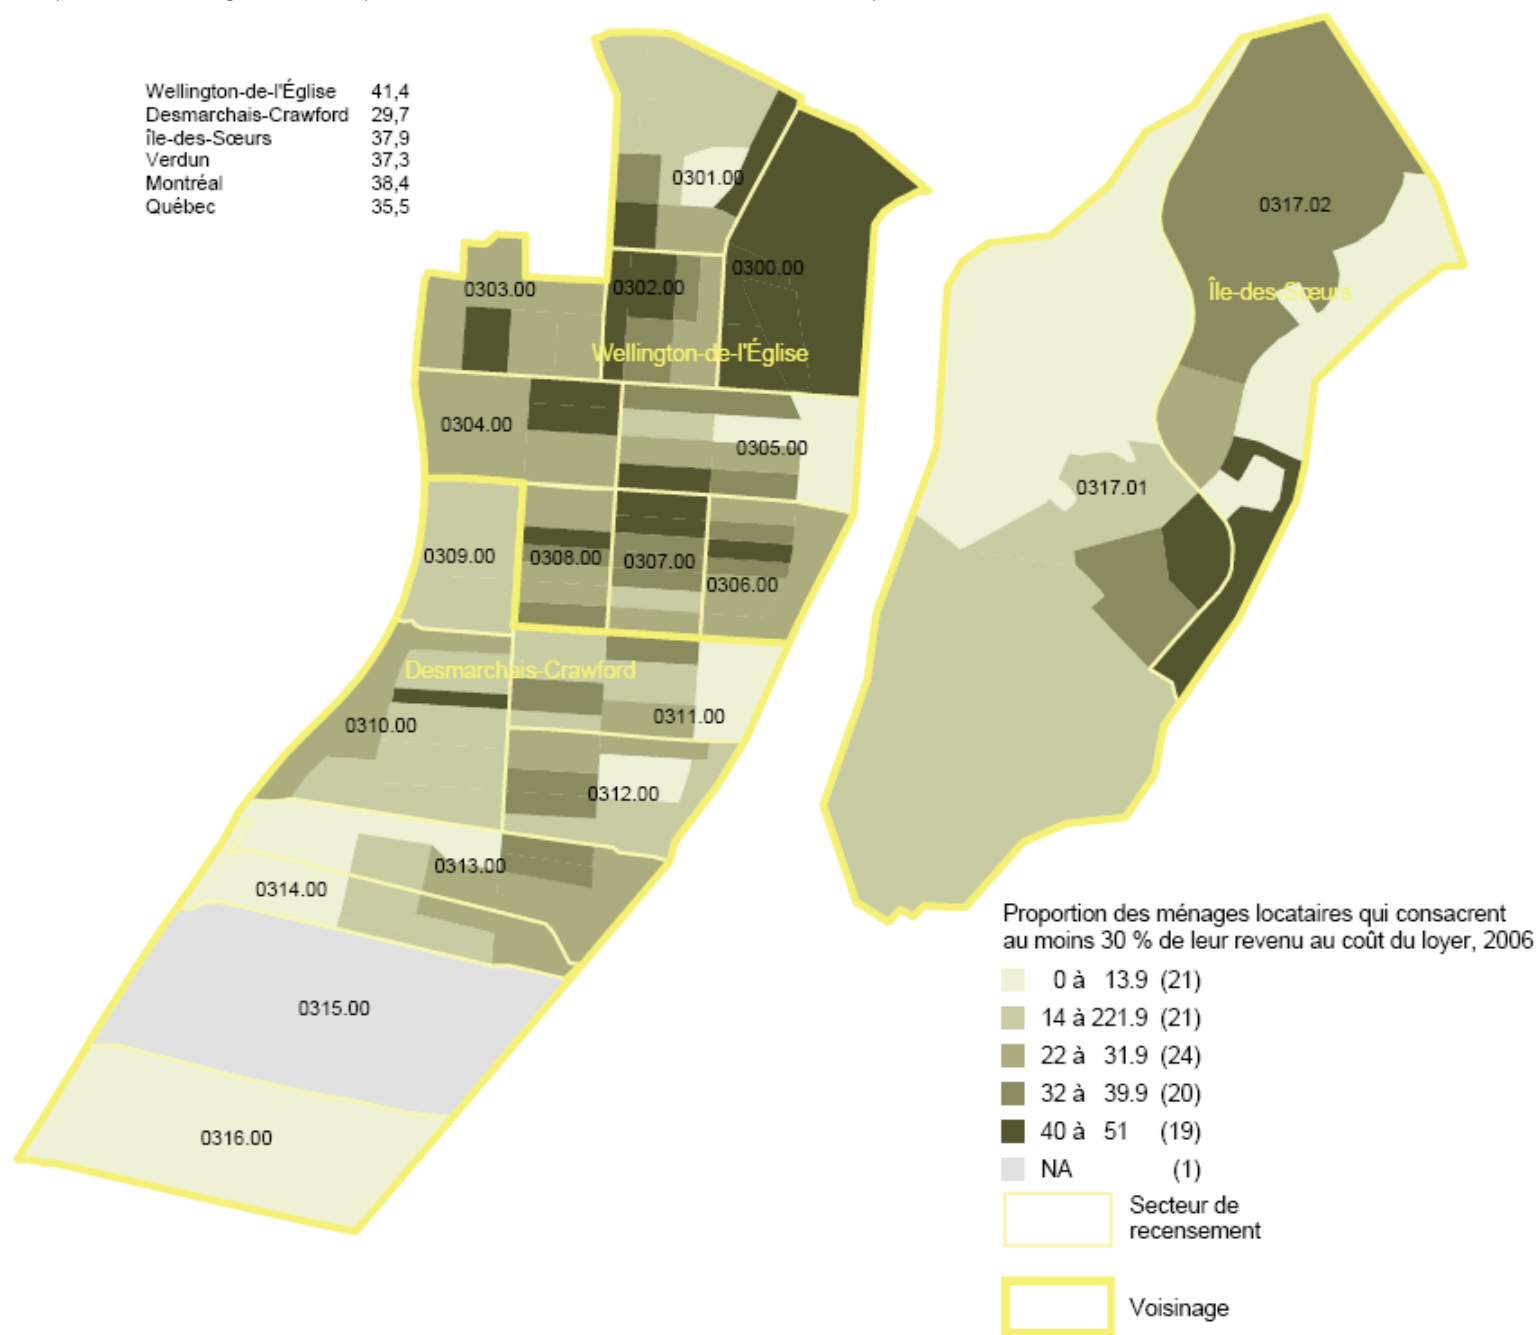 Wellington-de-l'Église 41,4
Desmarchais-Crawford 29,7
île-des-Sœurs 37,9
Verdun 37,3
Montréal 38,4
Québec 35,5
0301.00
0317.02
0300.00
0302.00
0303.00
Île-des-Sœurs
Wellington-de-l'Église
0304.00
0305.00
0317.01
0309.00
0308.00
0307.00
0306.00
Desmarchais-Crawford
0310.00
0311.00
0312.00
0313.00
0314.00
0315.00
0316.00
Proportion des ménages locataires qui consacrent
au moins 30 % de leur revenu au coût du loyer, 2006
0 à 13.9 (21)
14 à 221.9 (21)
22 à 31.9 (24)
32 à 39.9 (20)
40 à 51 (19)
NA (1)
Secteur de
recensement
Voisinage